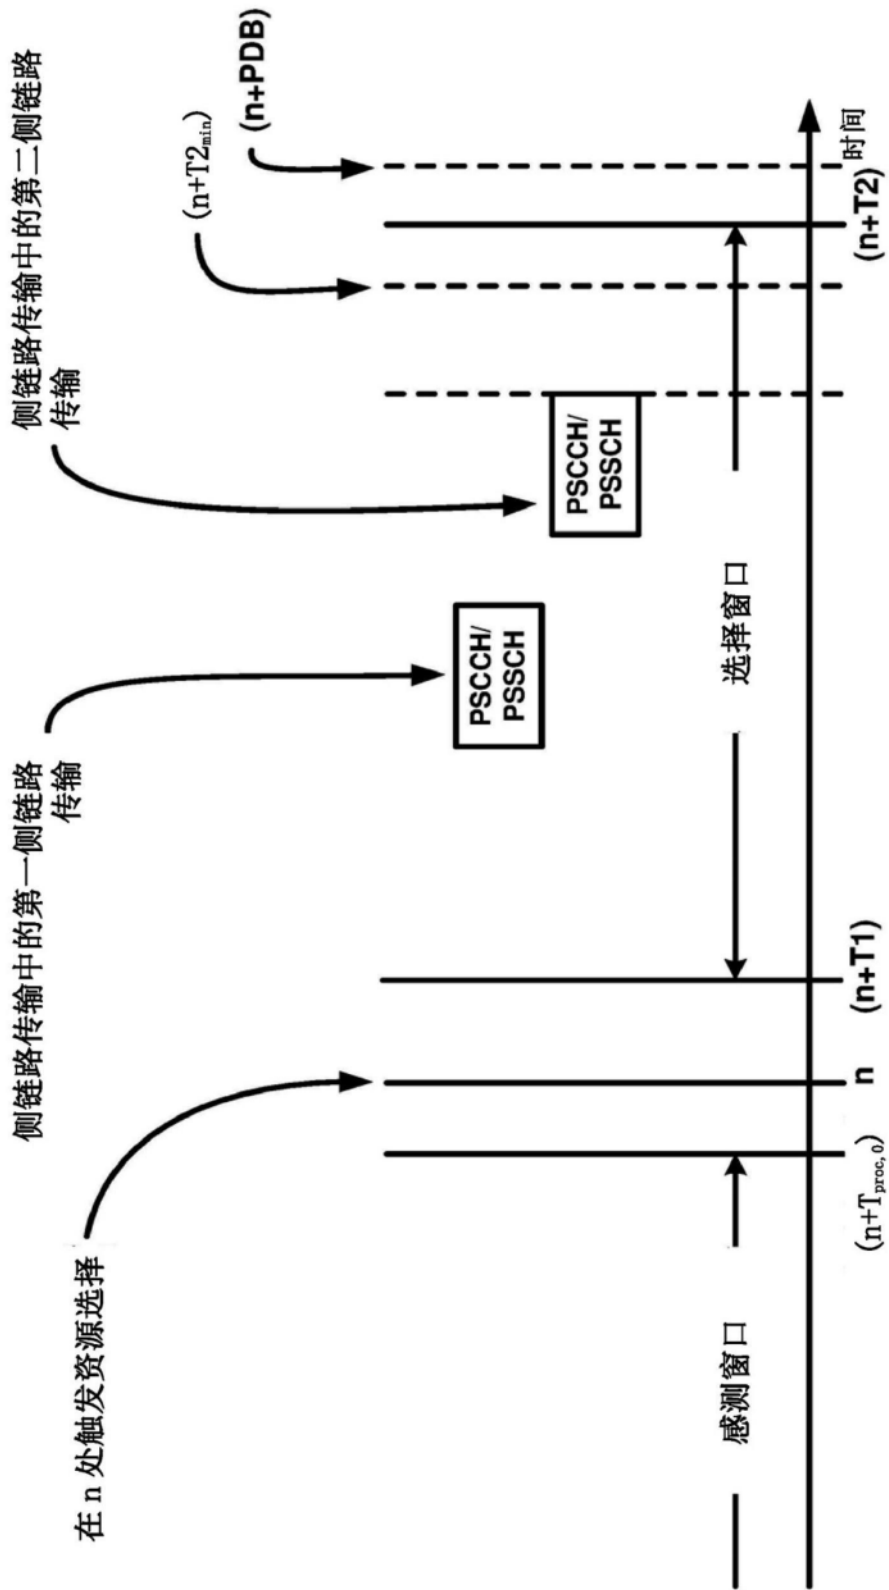 在 n 处触发资源选择
侧链路传输中的第一侧链路
传输
侧链路传输中的第二侧链路
传输
(n+T2min)
(n+PDB)
PSCCH/
PSSCH
PSCCH/
PSSCH
感测窗口
选择窗口
(n+Tproc,0)
n
(n+T1)
(n+T2)
时间